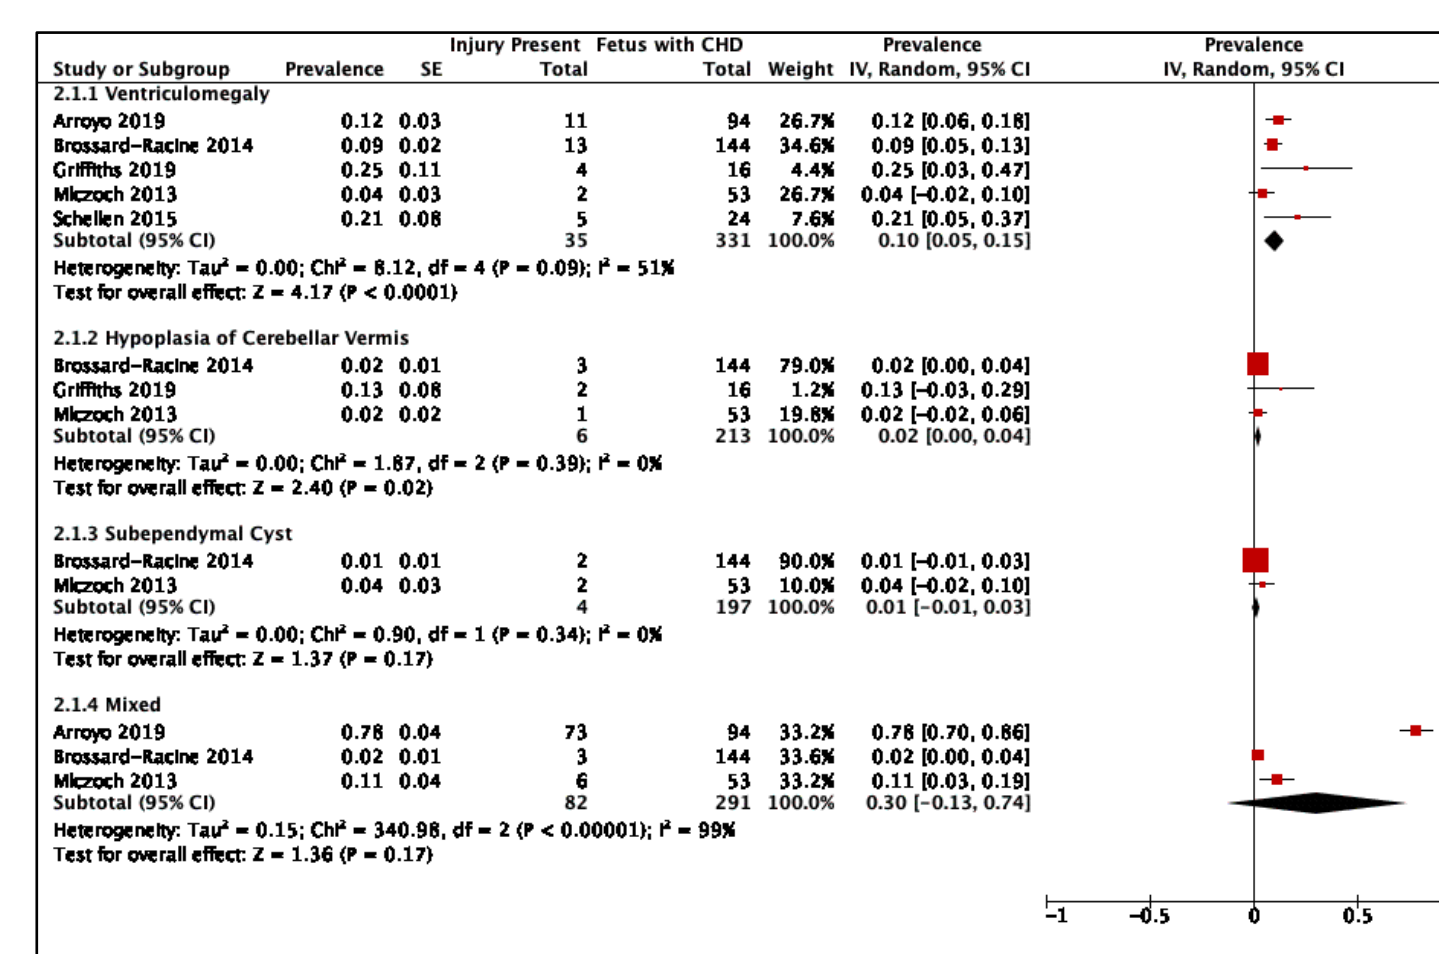 Injury Present Fetus with CHD Prevalence Prevalence
Study or Subgroup Prevalence SE Total Total Weight IV, Random, 95% CI IV, Random, 95% CI
2.1.1 Ventriculomegaly
Arroyo 2019 0.12 0.03 11 94 26.7% 0.12 [0.06, 0.18]
Brossard-Racine 2014 0.09 0.02 13 144 34.6% 0.09 [0.05, 0.13]
Griffiths 2019 0.25 0.11 4 16 4.4% 0.25 [0.03, 0.47]
Mlczoch 2013 0.04 0.03 2 53 26.7% 0.04 [-0.02, 0.10]
Schellen 2015 0.21 0.08 5 24 7.6% 0.21 [0.05, 0.37]
Subtotal (95% CI) 35 331 100.0% 0.10 [0.05, 0.15]
Heterogeneity: Tau² = 0.00; Chi² = 8.12, df = 4 (P = 0.09); I² = 51%
Test for overall effect: Z = 4.17 (P < 0.0001)
2.1.2 Hypoplasia of Cerebellar Vermis
Brossard-Racine 2014 0.02 0.01 3 144 79.0% 0.02 [0.00, 0.04]
Griffiths 2019 0.13 0.08 2 16 1.2% 0.13 [-0.03, 0.29]
Mlczoch 2013 0.02 0.02 1 53 19.8% 0.02 [-0.02, 0.06]
Subtotal (95% CI) 6 213 100.0% 0.02 [0.00, 0.04]
Heterogeneity: Tau² = 0.00; Chi² = 1.87, df = 2 (P = 0.39); I² = 0%
Test for overall effect: Z = 2.40 (P = 0.02)
2.1.3 Subependymal Cyst
Brossard-Racine 2014 0.01 0.01 2 144 90.0% 0.01 [-0.01, 0.03]
Mlczoch 2013 0.04 0.03 2 53 10.0% 0.04 [-0.02, 0.10]
Subtotal (95% CI) 4 197 100.0% 0.01 [-0.01, 0.03]
Heterogeneity: Tau² = 0.00; Chi² = 0.90, df = 1 (P = 0.34); I² = 0%
Test for overall effect: Z = 1.37 (P = 0.17)
2.1.4 Mixed
Arroyo 2019 0.78 0.04 73 94 33.2% 0.78 [0.70, 0.86]
Brossard-Racine 2014 0.02 0.01 3 144 33.6% 0.02 [0.00, 0.04]
Mlczoch 2013 0.11 0.04 6 53 33.2% 0.11 [0.03, 0.19]
Subtotal (95% CI) 82 291 100.0% 0.30 [-0.13, 0.74]
Heterogeneity: Tau² = 0.15; Chi² = 340.98, df = 2 (P < 0.00001); I² = 99%
Test for overall effect: Z = 1.36 (P = 0.17)
-1 -0.5 0 0.5